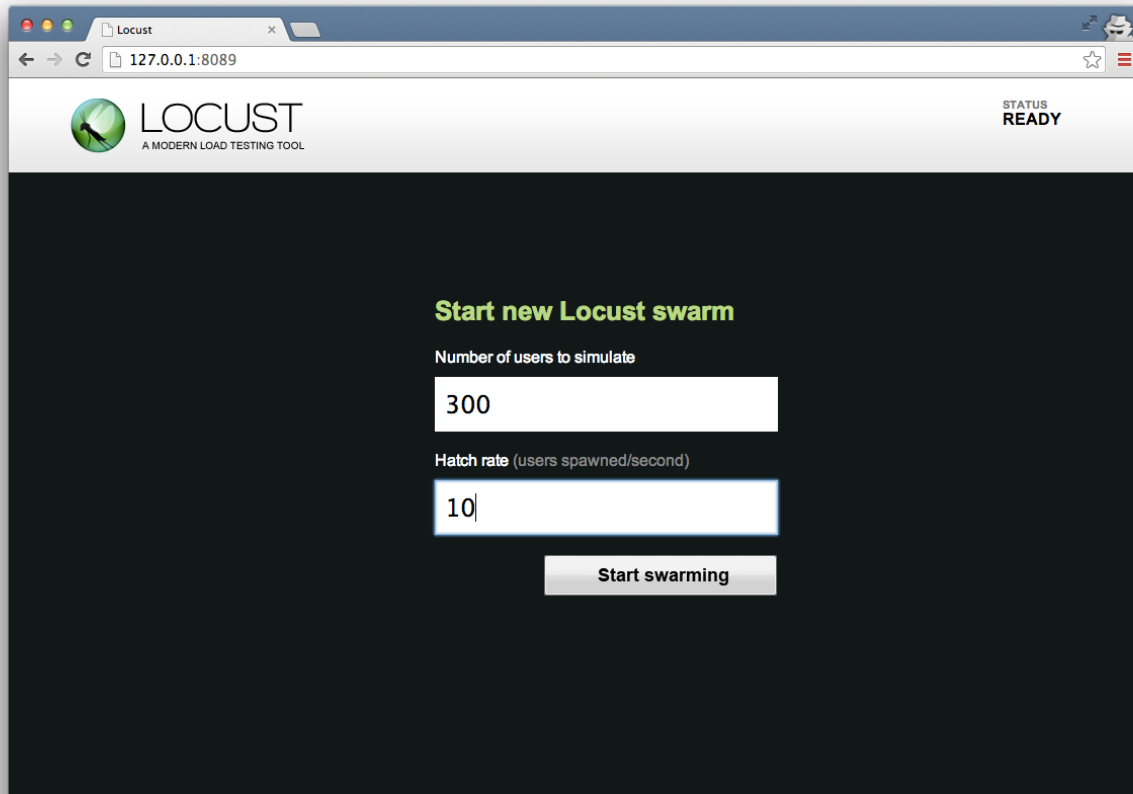 Locust
127.0.0.1:8089
LOCUST
A MODERN LOAD TESTING TOOL
STATUS
READY
Start new Locust swarm
Number of users to simulate
300
Hatch rate (users spawned/second)
10
Start swarming